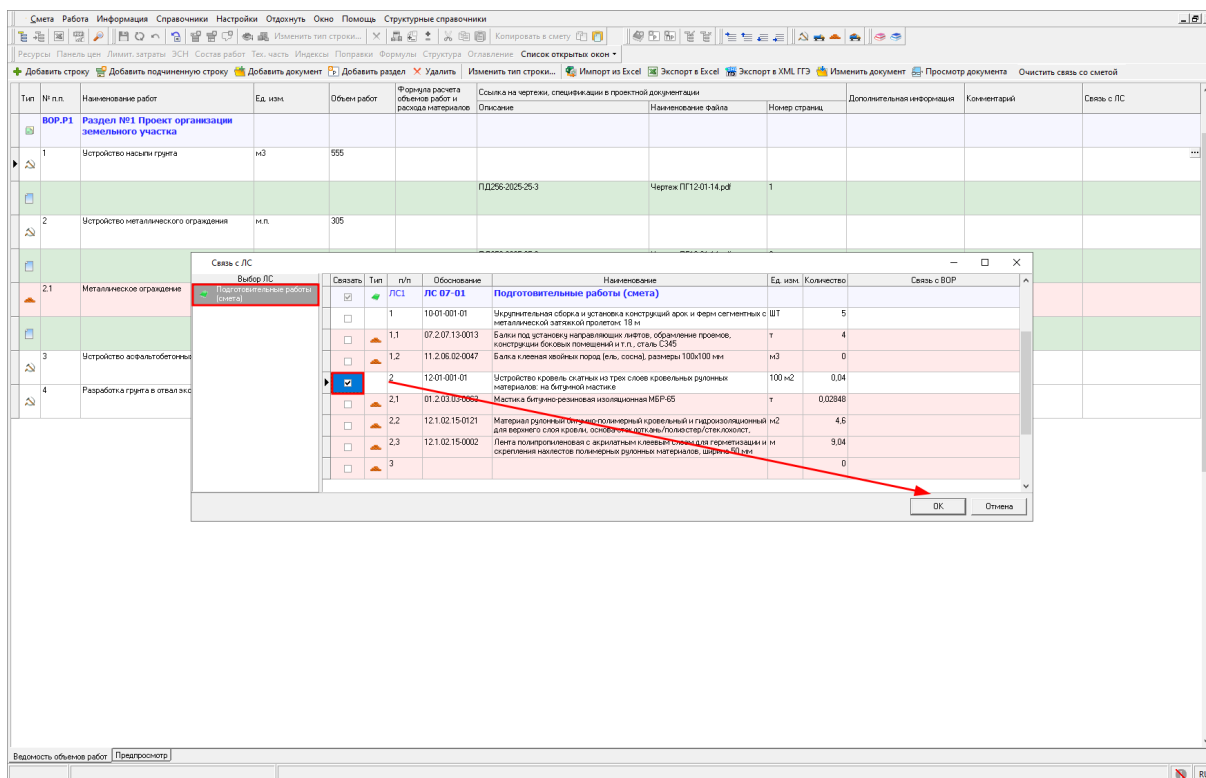 Смета Работа Информация Справочники Настройки Отдохнуть Окно Помощь Структурные справочники
Изменить тип строки... Копировать в смету
Ресурсы Панель цен Лимит.затраты ЭСН Состав работ Тех. часть Индексы Поправки Формулы Структура Оглавление Список открытых окон
Добавить строку Добавить подчиненную строку Добавить документ Добавить раздел Удалить Изменить тип строки... Импорт из Excel Экспорт в Excel Экспорт в XML ГГЭ Изменить документ Просмотр документа Очистить связь со сметой
Тип № п.п. Наименование работ Ед. изм. Объем работ Формула расчета объемов работ и расхода материалов Ссылка на чертежи, спецификации в проектной документации Дополнительная информация Комментарий Связь с ЛС
Описание Наименование файла Номер страниц
ВОР.Р1 Раздел №1 Проект организации
земельного участка
1 Устройство насыпи грунта м3 555
ПД256-2025-25-3 Чертеж ПГ12-01-14.pdf 1
2 Устройство металлического ограждения м.п. 305
2.1 Металлическое ограждение
3 Устройство асфальтобетонны
4 Разработка грунта в отвал экс
Связь с ЛС
Выбор ЛС
Подготовительные работы
(смета)
Связать Тип п/п Обоснование Наименование Ед. изм. Количество Связь с ВОР
ЛС1 ЛС 07-01 Подготовительные работы (смета)
1 10-01-001-01 Укрупнительная сборка и установка конструкций арок и ферм сегментных с ШТ 5
металлической затяжкой пролетом: 18 м
1,1 07.2.07.13-0013 Балки под установку направляющих лифтов, обрамление проемов, т 4
конструкции боковых помещений и т.п., сталь С345
1,2 11.2.06.02-0047 Балка клееная хвойных пород (ель, сосна), размеры 100х100 мм м3 0
2 12-01-001-01 Устройство кровель скатных из трех слоев кровельных рулонных 100 м2 0,04
материалов: на битумной мастике
2,1 01.2.03.03-0063 Мастика битумно-резиновая изоляционная МБР-65 т 0,02848
2,2 12.1.02.15-0121 Материал рулонный битумно-полимерный кровельный и гидроизоляционный м2 4,6
для верхнего слоя кровли, основа стеклоткань/полиэстер/стеклохолст,
2,3 12.1.02.15-0002 Лента полипропиленовая с акрилатным клеевым слоем для герметизации и м 9,04
скрепления нахлестов полимерных рулонных материалов, ширина 50 мм
3 0
OK Отмена
Ведомость объемов работ Предпросмотр